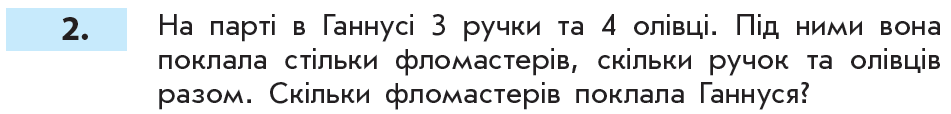 2. На парті в Ганнусі 3 ручки та 4 олівці. Під ними вона
поклала стільки фломастерів, скільки ручок та олівців
разом. Скільки фломастерів поклала Ганнуся?